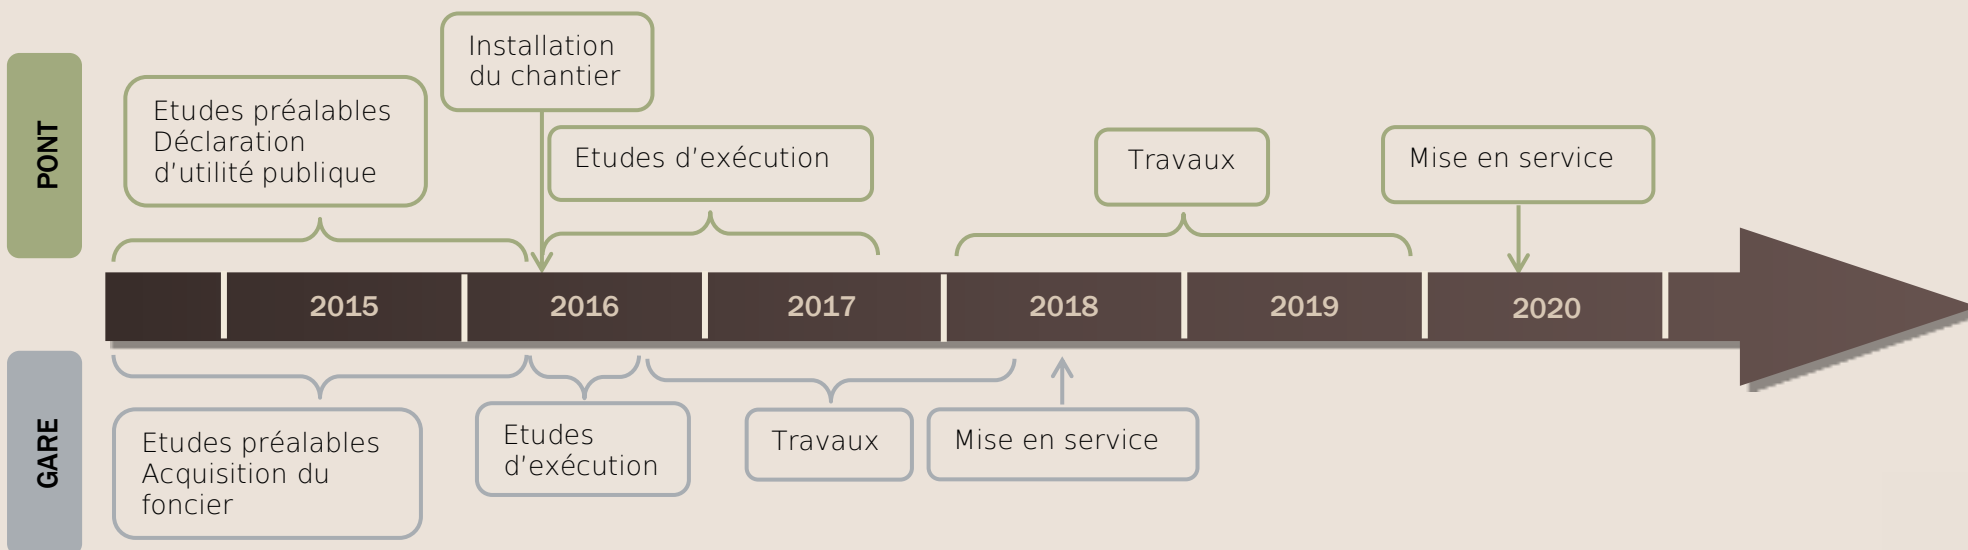 PONT
Etudes préalables
Déclaration
d'utilité publique
Installation
du chantier
Etudes d'exécution
Travaux
Mise en service
2015
2016
2017
2018
2019
2020
GARE
Etudes préalables
Acquisition du
foncier
Etudes
d'exécution
Travaux
Mise en service